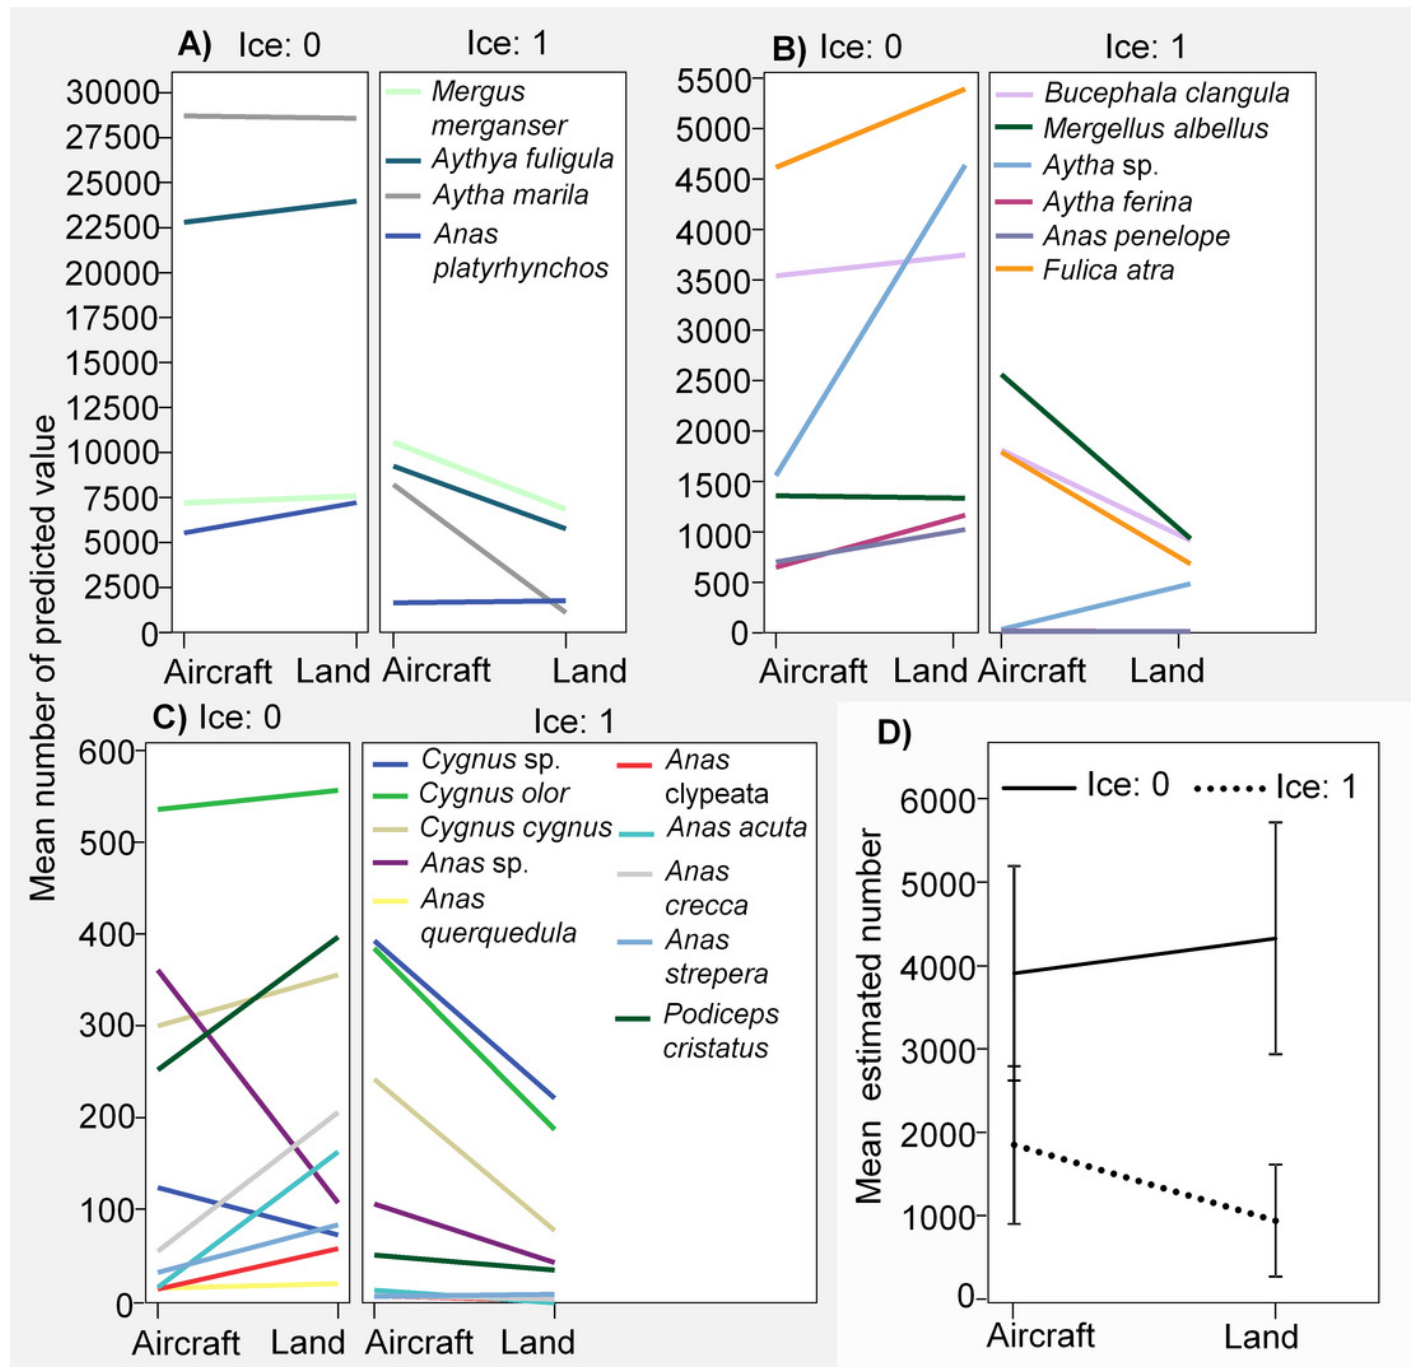 A) Ice: 0
Ice: 1
30000
27500
25000
22500
20000
17500
15000
12500
10000
7500
5000
2500
0
Mergus
merganser
Aythya fuligula
Aytha marila
Anas
platyrhynchos
Aircraft Land Aircraft Land
B) Ice: 0
Ice: 1
5500
5000
4500
4000
3500
3000
2500
2000
1500
1000
500
0
Bucephala clangula
Mergellus albellus
Aytha sp.
Aytha ferina
Anas penelope
Fulica atra
Aircraft Land Aircraft Land
Mean number of predicted value
C) Ice: 0
Ice: 1
600
500
400
300
200
100
0
Cygnus sp.
Cygnus olor
Cygnus cygnus
Anas sp.
Anas
querquedula
Anas
clypeata
Anas acuta
Anas
crecca
Anas
strepera
Podiceps
cristatus
Aircraft Land Aircraft Land
D)
Ice: 0 Ice: 1
Mean estimated number
6000
5000
4000
3000
2000
1000
0
Aircraft Land